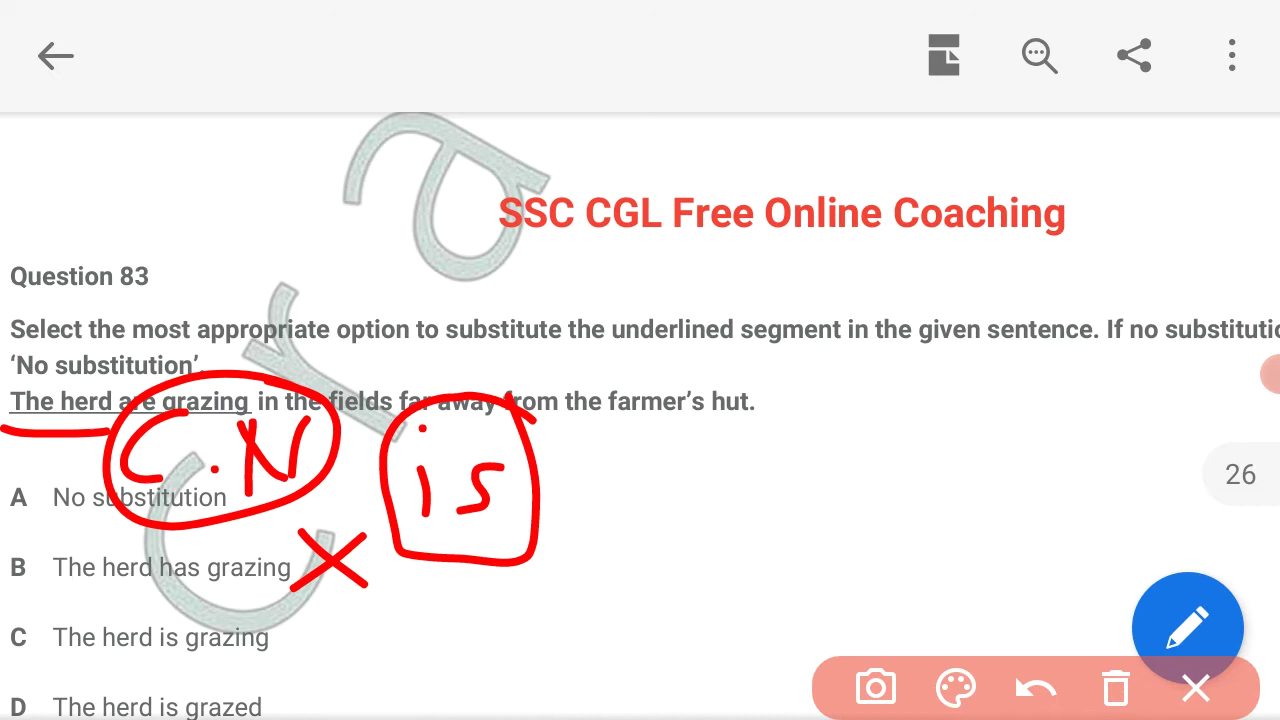 SSC CGL Free Online Coaching
Question 83
Select the most appropriate option to substitute the underlined segment in the given sentence. If no
‘No substitution’.
The herd are grazing in the fields far away from the farmer’s hut.
C.N
is
26
A No substitution
B The herd has grazing
C The herd is grazing
D The herd is grazed
Cra